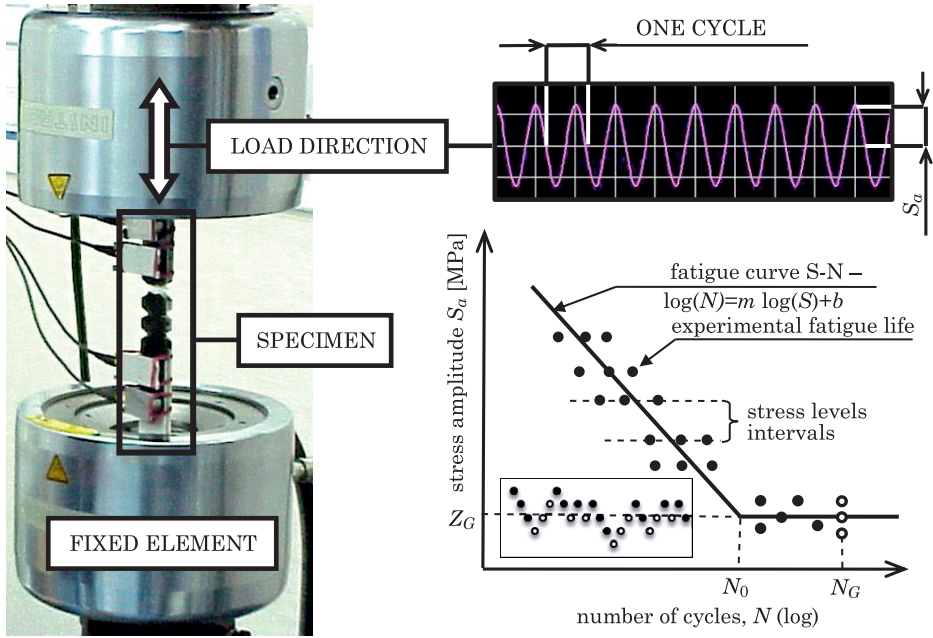 ONE CYCLE
LOAD DIRECTION
Sa
SPECIMEN
FIXED ELEMENT
stress amplitude Sa [MPa]
fatigue curve S-N –
log(N)=m log(S)+b
experimental fatigue life
stress levels
intervals
ZG
N0
NG
number of cycles, N (log)